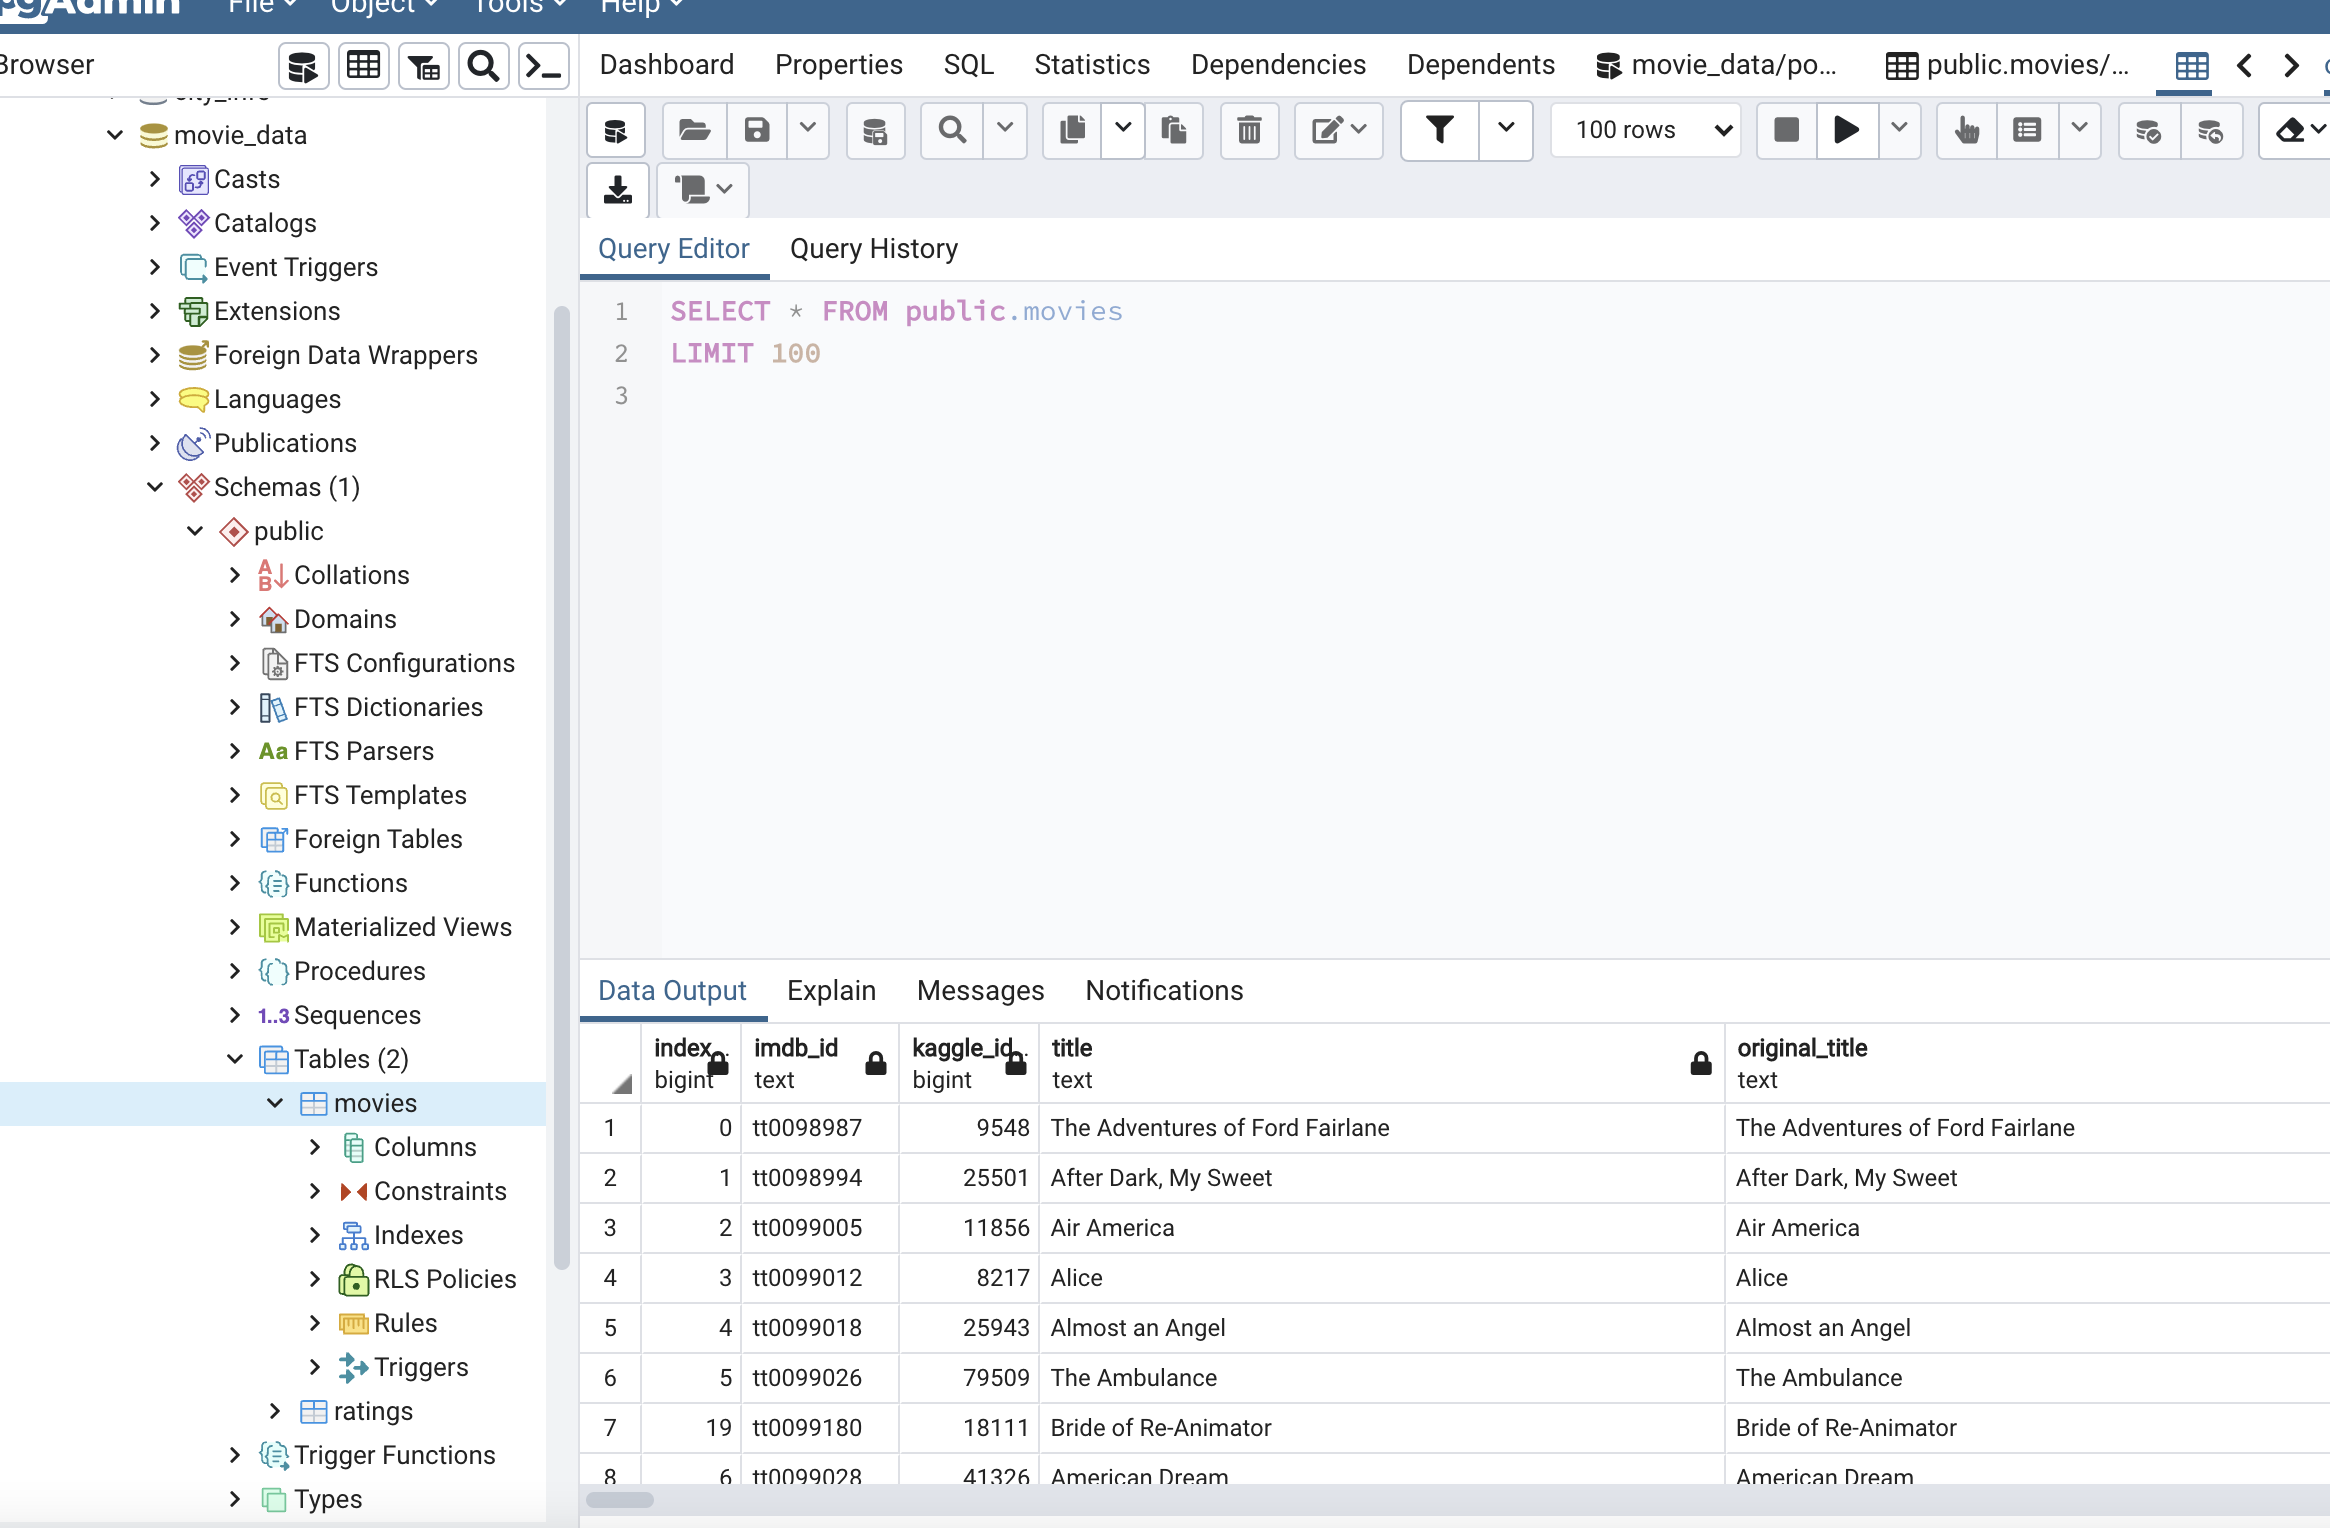 pgAdmin File Object Tools Help
Browser
Dashboard Properties SQL Statistics Dependencies Dependents movie_data/po... public.movies/...
city_info
movie_data
Casts
Catalogs
Event Triggers
Extensions
Foreign Data Wrappers
Languages
Publications
Schemas (1)
public
Collations
Domains
FTS Configurations
FTS Dictionaries
Aa FTS Parsers
FTS Templates
Foreign Tables
Functions
Materialized Views
Procedures
1..3 Sequences
Tables (2)
movies
Columns
Constraints
Indexes
RLS Policies
Rules
Triggers
ratings
Trigger Functions
Types
100 rows
Query Editor Query History
1 SELECT * FROM public.movies
2 LIMIT 100
3
Data Output Explain Messages Notifications
index imdb_id kaggle_id title original_title
bigint text bigint text text
1 0 tt0098987 9548 The Adventures of Ford Fairlane The Adventures of Ford Fairlane
2 1 tt0098994 25501 After Dark, My Sweet After Dark, My Sweet
3 2 tt0099005 11856 Air America Air America
4 3 tt0099012 8217 Alice Alice
5 4 tt0099018 25943 Almost an Angel Almost an Angel
6 5 tt0099026 79509 The Ambulance The Ambulance
7 19 tt0099180 18111 Bride of Re-Animator Bride of Re-Animator
8 6 tt0099028 41326 American Dream American Dream